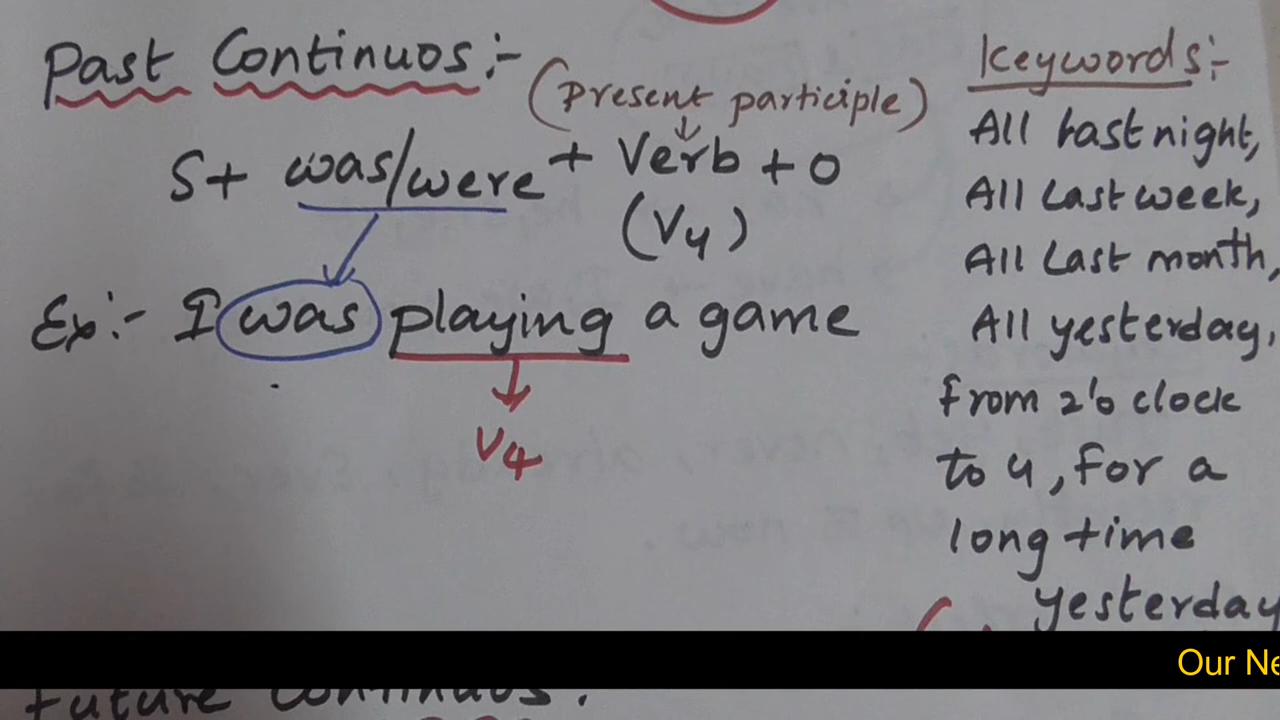 Past Continuos:-
(Present participle)
S+ was/were + Verb + O
(V4)
Ex:- I was playing a game
V4
Keywords:-
All last night,
All Last week,
All Last month,
All yesterday,
from 2'o clock
to 4, for a
long time
yesterday
Our Ne
Future Continuos: